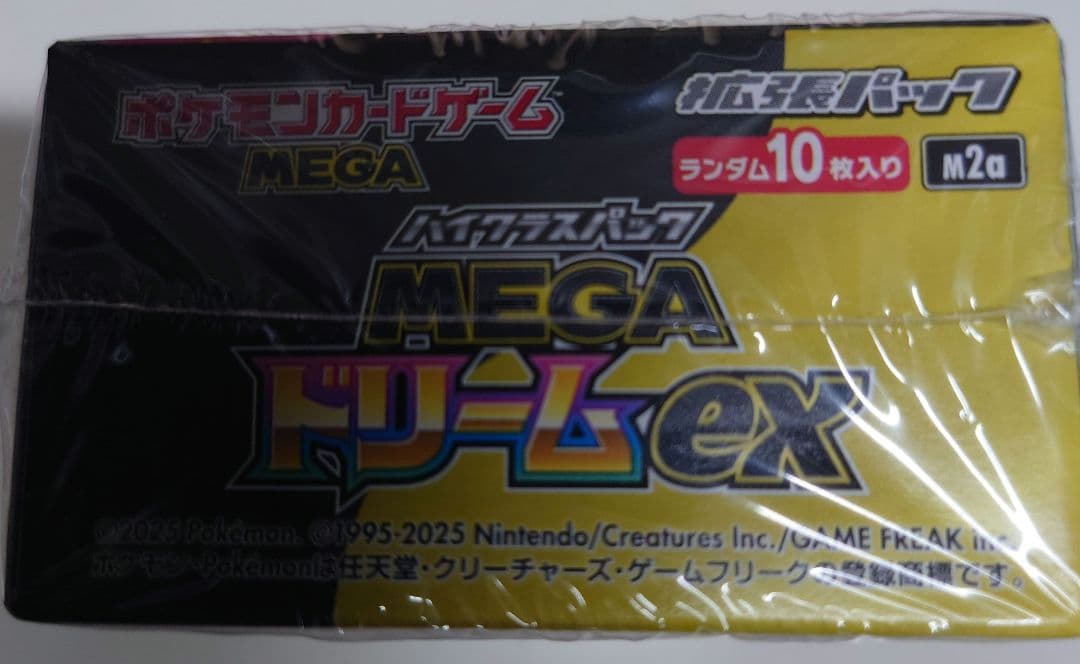 ポケモンカードゲーム
MEGA
拡張パック
ランダム10枚入り
M2a
ハイクラスパック
MEGA
ドリームex
©2025 Pokémon. ©1995-2025 Nintendo/Creatures Inc./GAME FREAK inc.
ポケモン・Pokémonは任天堂・クリーチャーズ・ゲームフリークの登録商標です。